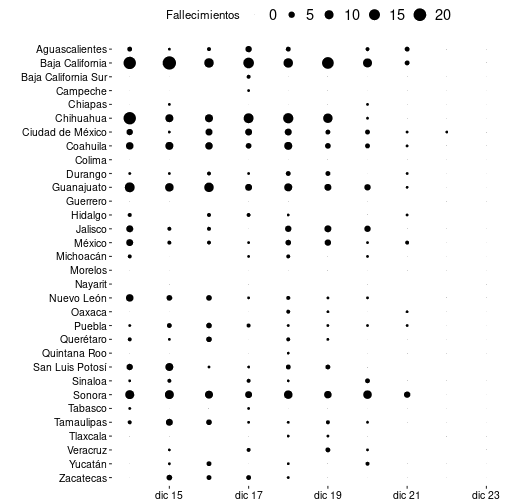 Fallecimientos 0 5 10 15 20
Aguascalientes
Baja California
Baja California Sur
Campeche
Chiapas
Chihuahua
Ciudad de México
Coahuila
Colima
Durango
Guanajuato
Guerrero
Hidalgo
Jalisco
México
Michoacán
Morelos
Nayarit
Nuevo León
Oaxaca
Puebla
Querétaro
Quintana Roo
San Luis Potosí
Sinaloa
Sonora
Tabasco
Tamaulipas
Tlaxcala
Veracruz
Yucatán
Zacatecas
dic 15 dic 17 dic 19 dic 21 dic 23